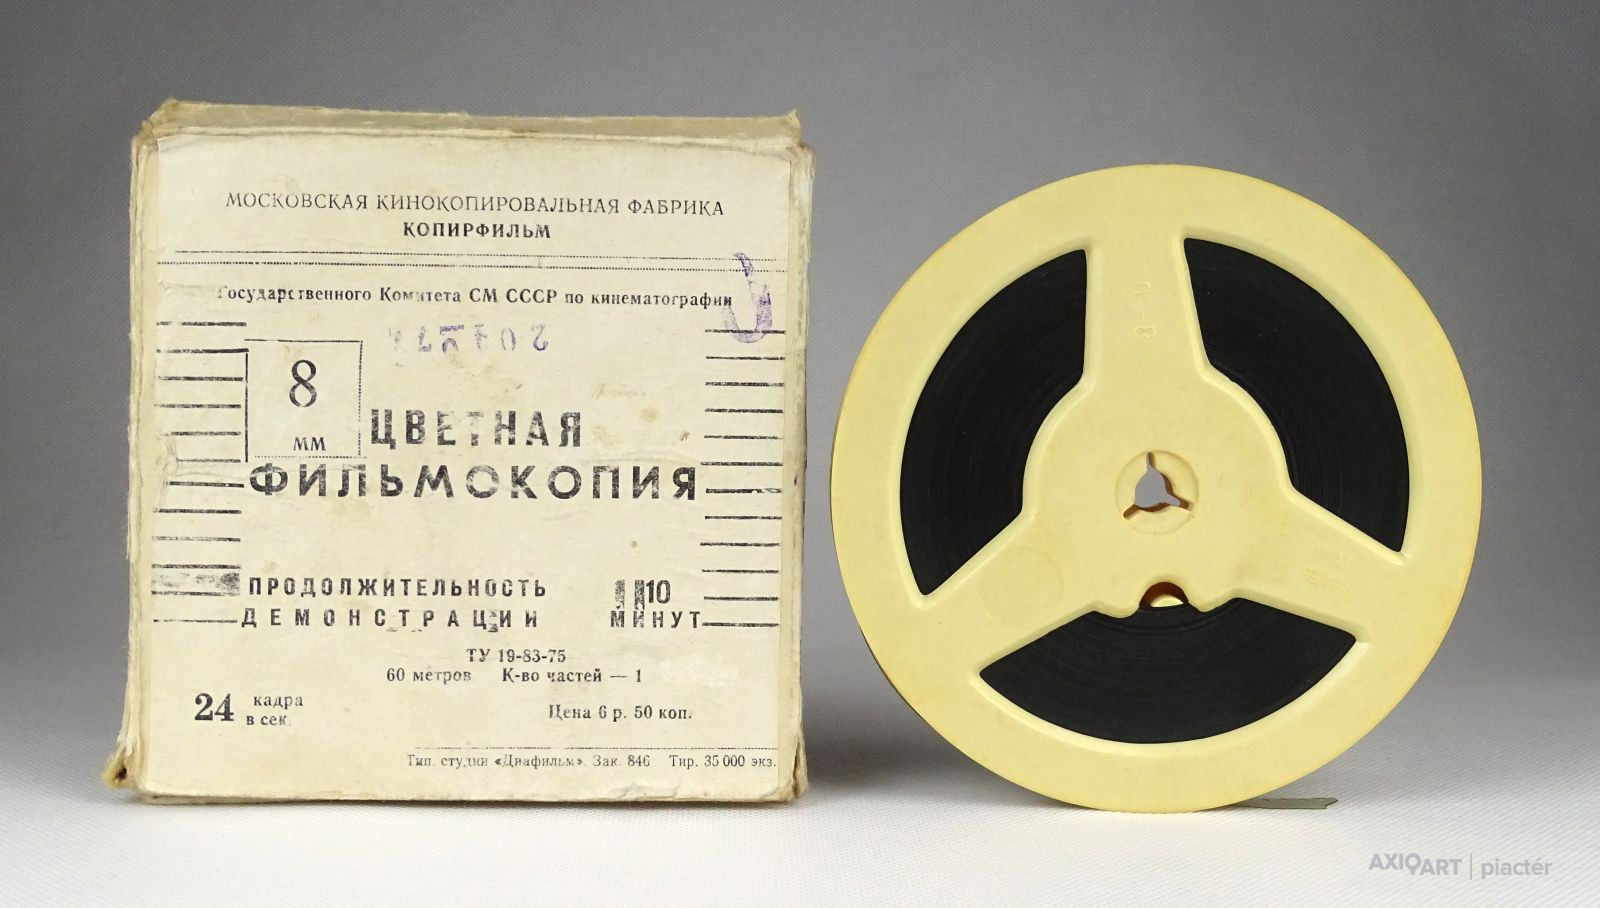 МОСКОВСКАЯ КИНОКОПИРОВАЛЬНАЯ ФАБРИКА
КОПИРФИЛЬМ
Государственного Комитета СМ СССР по кинематографии
8
мм
ЦВЕТНАЯ
ФИЛЬМОКОПИЯ
ПРОДОЛЖИТЕЛЬНОСТЬ
ДЕМОНСТРАЦИИ
10
МИНУТ
ТУ 19-83-75
60 метров К-во частей — 1
24 кадра
в сек.
Цена 6 р. 50 коп.
Тип. студии «Диафильм». Зак. 846 Тир. 35 000 экз.
AXIOART | piactér